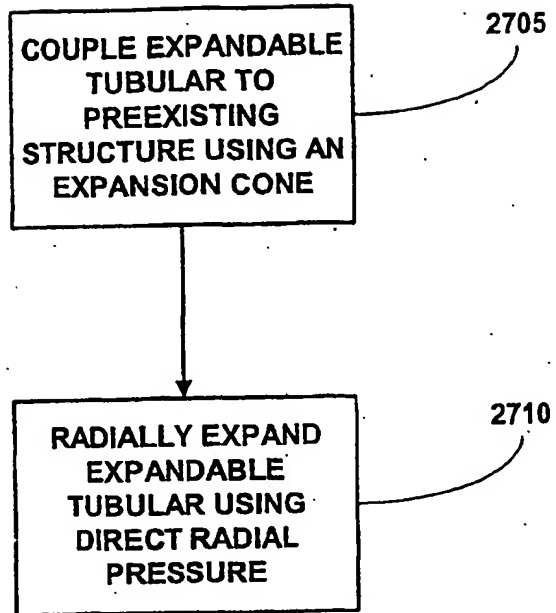 2705
COUPLE EXPANDABLE
TUBULAR TO
PREEXISTING
STRUCTURE USING AN
EXPANSION CONE
2710
RADIALLY EXPAND
EXPANDABLE
TUBULAR USING
DIRECT RADIAL
PRESSURE